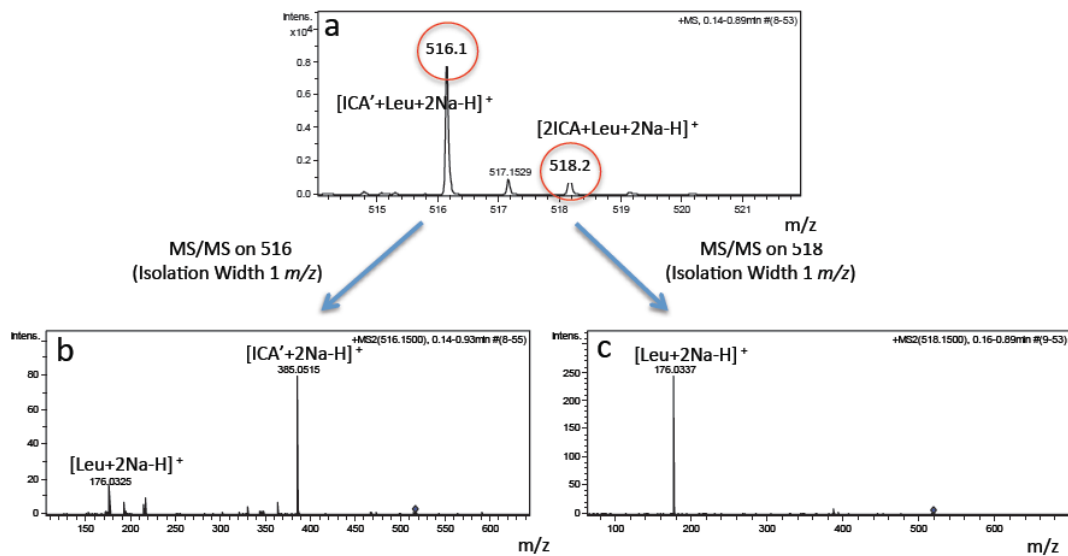 Intens.
x10⁴
a
+MS, 0.14-0.89min #(8-53)
516.1
[ICA'+Leu+2Na-H]⁺
[2ICA+Leu+2Na-H]⁺
517.1529
518.2
0.8
0.6
0.4
0.2
0.0
515 516 517 518 519 520 521
m/z
MS/MS on 516
(Isolation Width 1 m/z)
MS/MS on 518
(Isolation Width 1 m/z)
Intens.
b
+MS2(516.1500), 0.14-0.93min #(8-55)
[ICA'+2Na-H]⁺
385.0515
[Leu+2Na-H]⁺
176.0325
80
60
40
20
0
150 200 250 300 350 400 450 500 550 600
m/z
Intens.
c
+MS2(518.1500), 0.16-0.89min #(9-53)
[Leu+2Na-H]⁺
176.0337
250
200
150
100
50
0
100 200 300 400 500 600
m/z